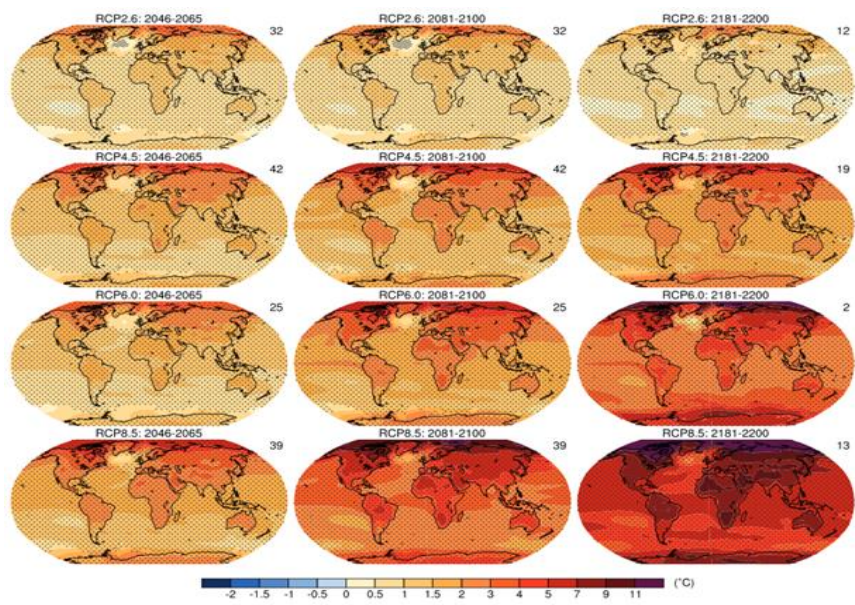 RCP2.6: 2046-2065 32
RCP2.6: 2081-2100 32
RCP2.6: 2181-2200 12
RCP4.5: 2046-2065 42
RCP4.5: 2081-2100 42
RCP4.5: 2181-2200 19
RCP6.0: 2046-2065 25
RCP6.0: 2081-2100 25
RCP6.0: 2181-2200 2
RCP8.5: 2046-2065 39
RCP8.5: 2081-2100 39
RCP8.5: 2181-2200 13
-2 -1.5 -1 -0.5 0 0.5 1 1.5 2 3 4 5 7 9 11 (°C)